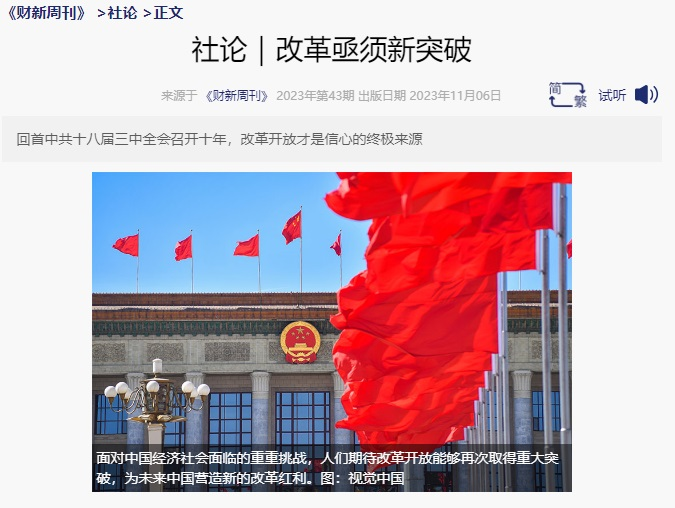 《财新周刊》 >社论 >正文
社论｜改革亟须新突破
来源于 《财新周刊》 2023年第43期 出版日期 2023年11月06日
简 繁 试听
回首中共十八届三中全会召开十年，改革开放才是信心的终极来源
面对中国经济社会面临的重重挑战，人们期待改革开放能够再次取得重大突
破，为未来中国营造新的改革红利。图：视觉中国